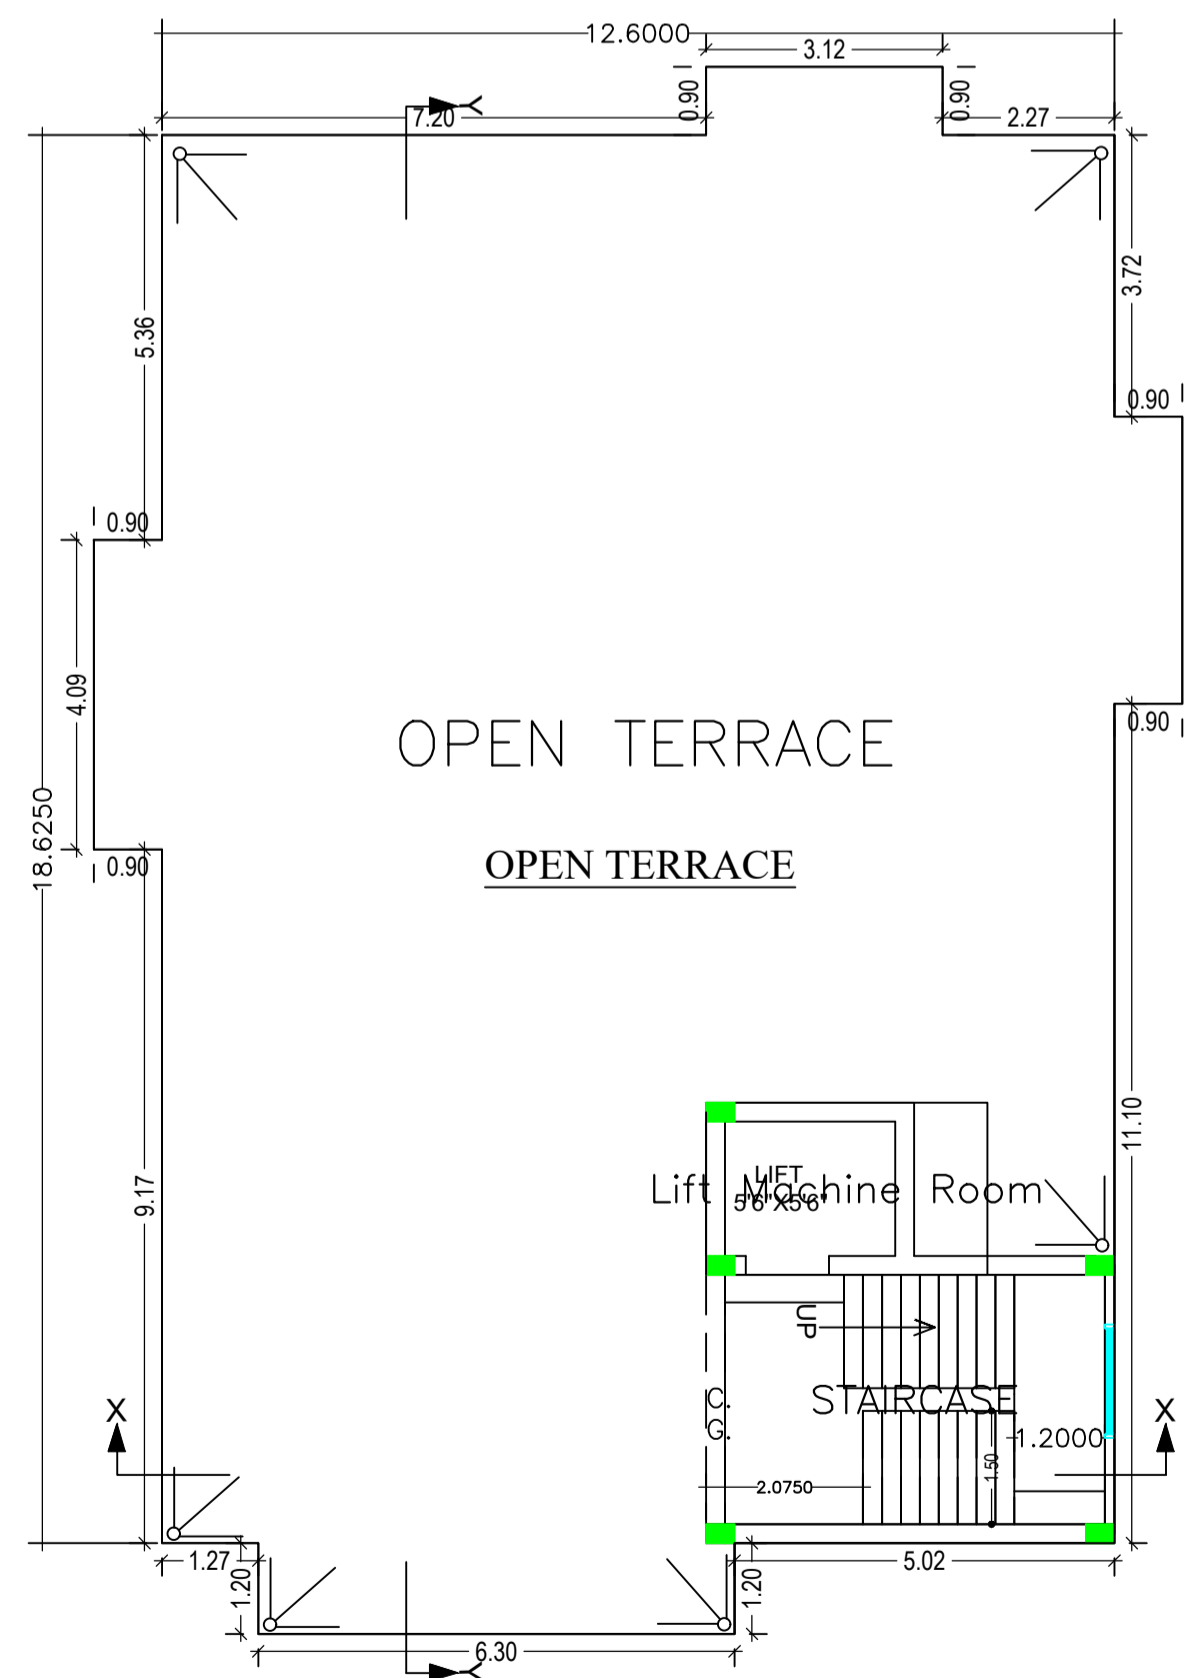 12.6000
3.12
0.90
0.90
7.20
Y
2.27
5.36
3.72
0.90
0.90
4.09
OPEN TERRACE
0.90
18.6250
OPEN TERRACE
0.90
11.10
9.17
LIFT
Lift Machine Room
5'6"X5'6"
UP
C.
G.
STAIRCASE
X
X
1.2000
1.50
2.0750
1.27
1.20
1.20
5.02
6.30
Y